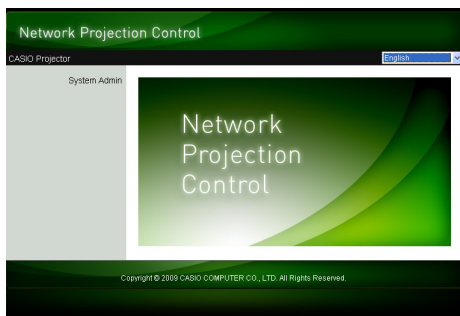 Network Projection Control
CASIO Projector
English
System Admin
Network
Projection
Control
Copyright © 2009 CASIO COMPUTER CO., LTD. All Rights Reserved.